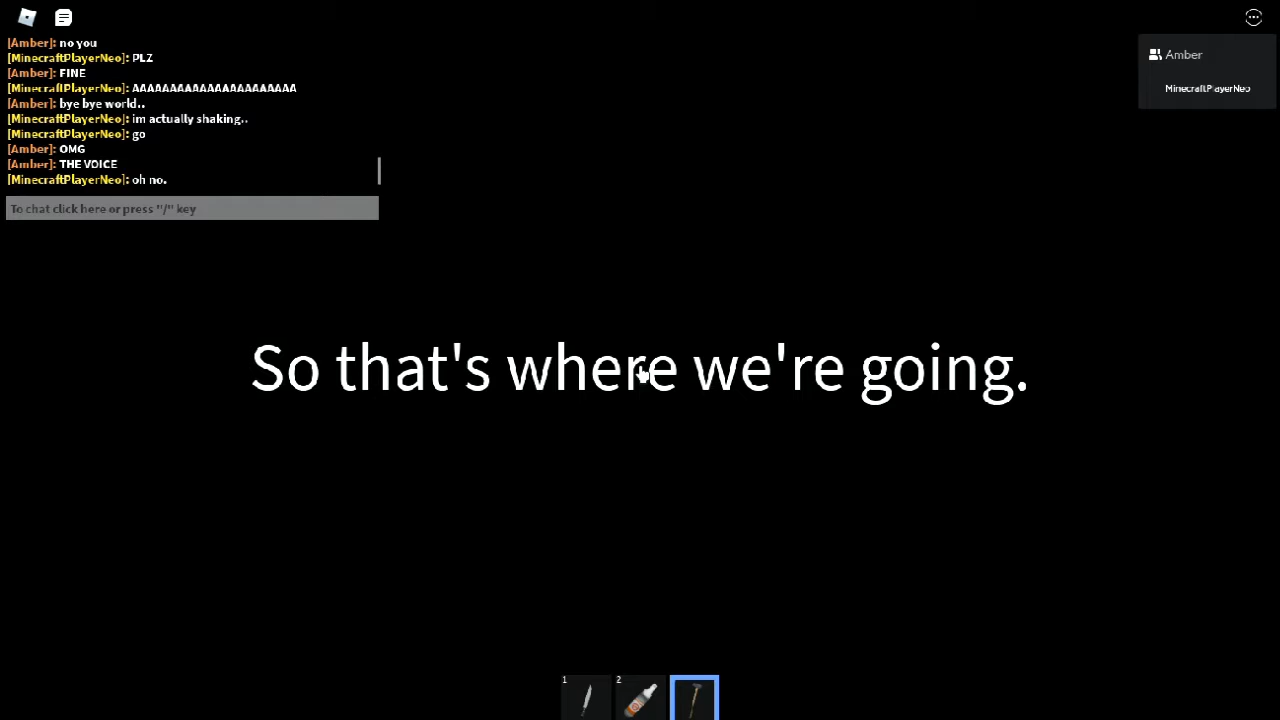 [Amber]: no you
[MinecraftPlayerNeo]: PLZ
[Amber]: FINE
[MinecraftPlayerNeo]: AAAAAAAAAAAAAAAAAAAAAA
[Amber]: bye bye world..
[MinecraftPlayerNeo]: im actually shaking..
[MinecraftPlayerNeo]: go
[Amber]: OMG
[Amber]: THE VOICE
[MinecraftPlayerNeo]: oh no.
To chat click here or press "/" key
Amber
MinecraftPlayerNeo
So that's where we're going.
1
2